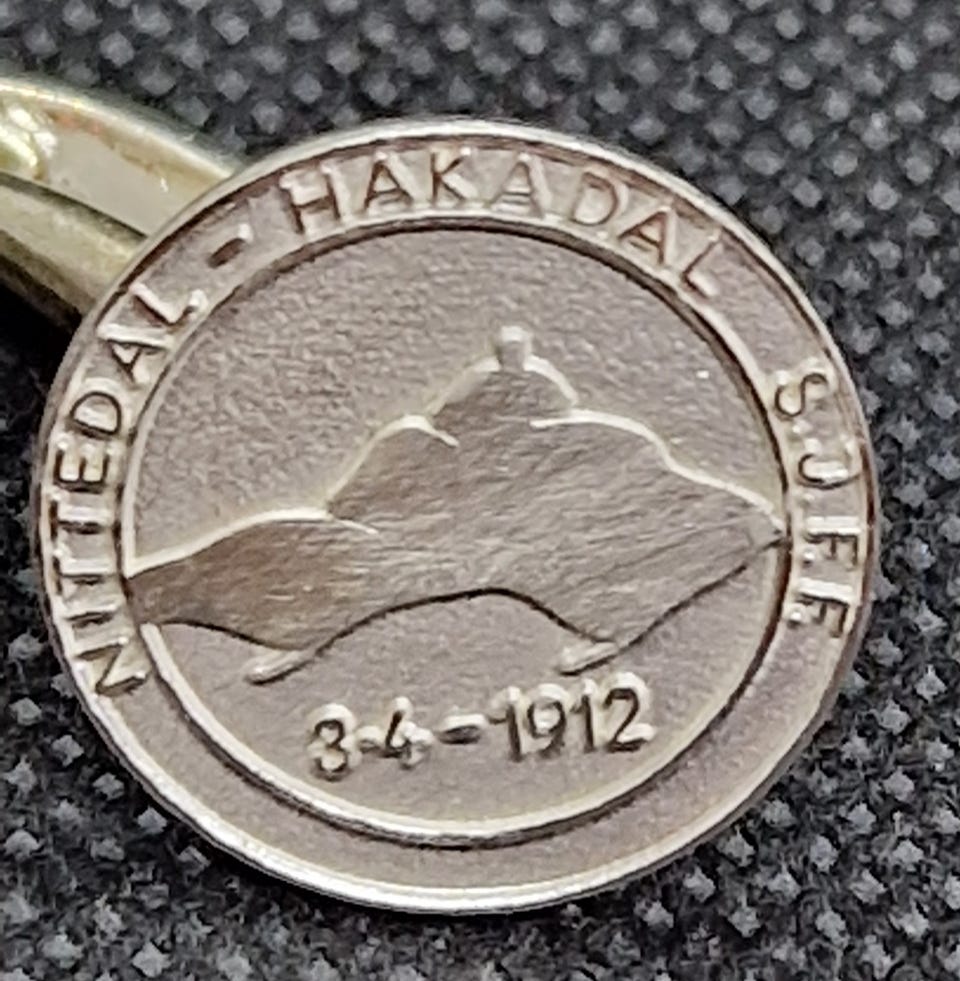 NITTEDAL - HAKADAL S.J.F.F.
3-4-1912